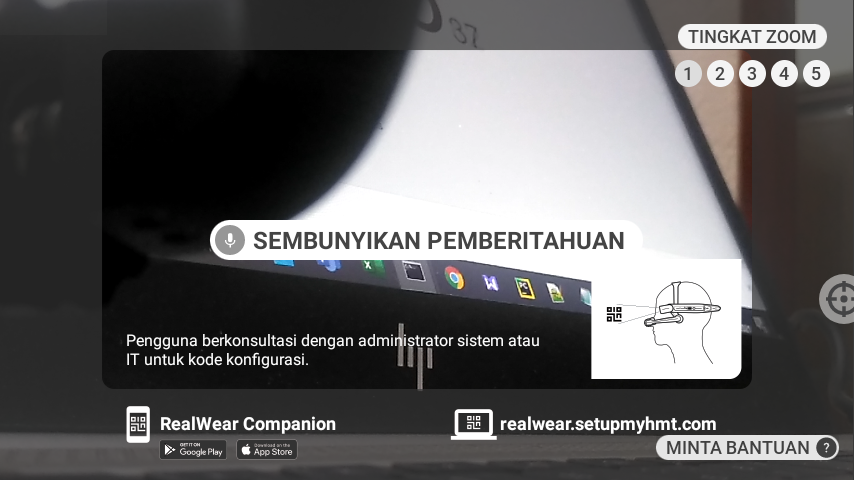 37
TINGKAT ZOOM
1 2 3 4 5
SEMBUNYIKAN PEMBERITAHUAN
Pengguna berkonsultasi dengan administrator sistem atau
IT untuk kode konfigurasi.
RealWear Companion
GET IT ON
Google Play
Download on the
App Store
realwear.setupmyhmt.com
MINTA BANTUAN ?